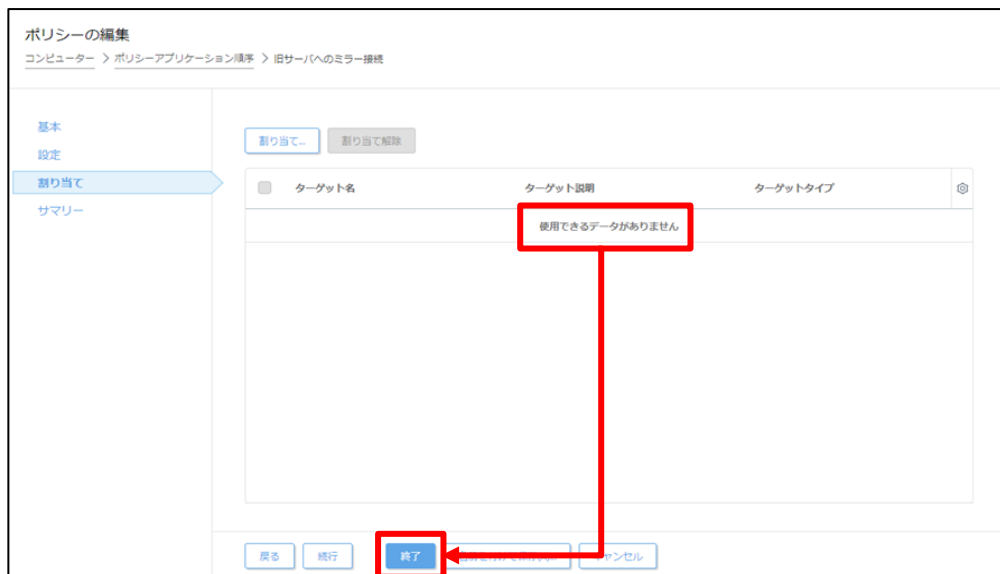 ポリシーの編集
コンピューター > ポリシーアプリケーション順序 > 旧サーバへのミラー接続
基本
設定
割り当て
サマリー
割り当て... 割り当て解除
ターゲット名 ターゲット説明 ターゲットタイプ
使用できるデータがありません
戻る 続行 終了 キャンセル